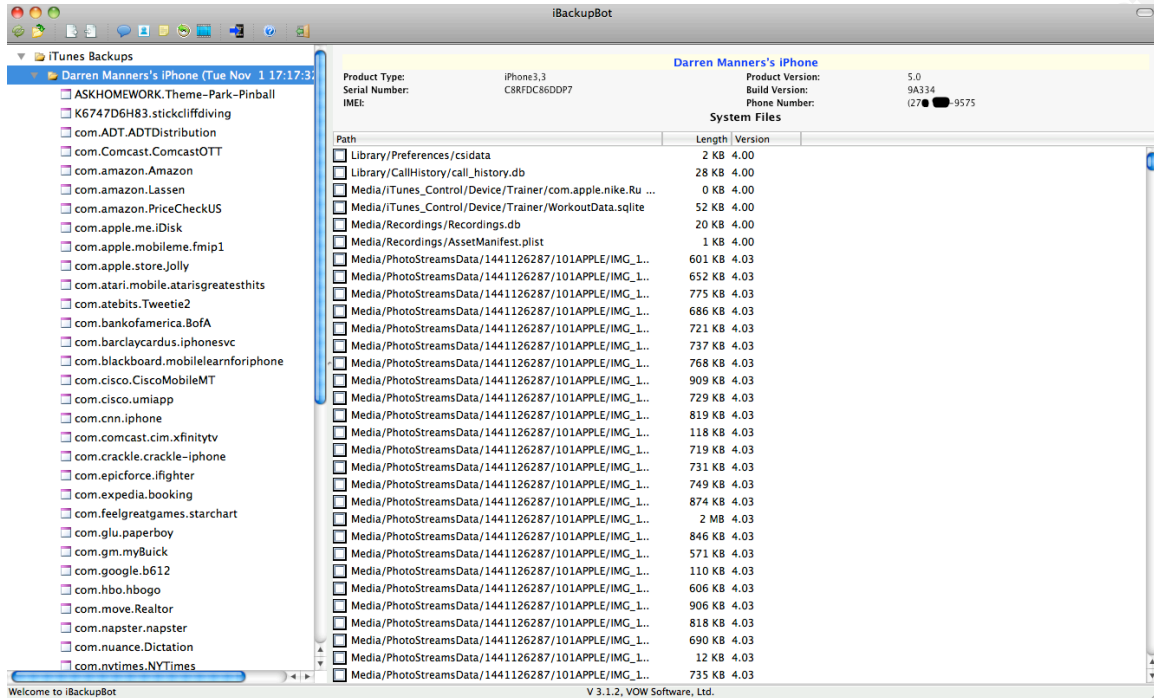 iBackupBot
iTunes Backups
Darren Manners's iPhone (Tue Nov 1 17:17:32
ASKHOMEWORK.Theme-Park-Pinball
K6747D6H83.stickcliffdiving
com.ADT.ADTDistribution
com.Comcast.ComcastOTT
com.amazon.Amazon
com.amazon.Lassen
com.amazon.PriceCheckUS
com.apple.me.iDisk
com.apple.mobileme.fmip1
com.apple.store.Jolly
com.atari.mobile.atarisgreatesthits
com.atebits.Tweetie2
com.bankofamerica.BofA
com.barclaycardus.iphonesvc
com.blackboard.mobilelearnforiphone
com.cisco.CiscoMobileMT
com.cisco.umiapp
com.cnn.iphone
com.comcast.cim.xfinitytv
com.crackle.crackle-iphone
com.epicforce.ifighter
com.expedia.booking
com.feelgreatgames.starchart
com.glu.paperboy
com.gm.myBuick
com.google.b612
com.hbo.hbogo
com.move.Realtor
com.napster.napster
com.nuance.Dictation
com.nytimes.NYTimes
Darren Manners's iPhone
Product Type: iPhone3,3 Product Version: 5.0
Serial Number: C8RFDC86DDP7 Build Version: 9A334
IMEI: Phone Number: (27 -9575
System Files
Path Length Version
Library/Preferences/csidata 2 KB 4.00
Library/CallHistory/call_history.db 28 KB 4.00
Media/iTunes_Control/Device/Trainer/com.apple.nike.Ru ... 0 KB 4.00
Media/iTunes_Control/Device/Trainer/WorkoutData.sqlite 52 KB 4.00
Media/Recordings/Recordings.db 20 KB 4.00
Media/Recordings/AssetManifest.plist 1 KB 4.00
Media/PhotoStreamsData/1441126287/101APPLE/IMG_1... 601 KB 4.03
Media/PhotoStreamsData/1441126287/101APPLE/IMG_1... 652 KB 4.03
Media/PhotoStreamsData/1441126287/101APPLE/IMG_1... 775 KB 4.03
Media/PhotoStreamsData/1441126287/101APPLE/IMG_1... 686 KB 4.03
Media/PhotoStreamsData/1441126287/101APPLE/IMG_1... 721 KB 4.03
Media/PhotoStreamsData/1441126287/101APPLE/IMG_1... 737 KB 4.03
Media/PhotoStreamsData/1441126287/101APPLE/IMG_1... 768 KB 4.03
Media/PhotoStreamsData/1441126287/101APPLE/IMG_1... 909 KB 4.03
Media/PhotoStreamsData/1441126287/101APPLE/IMG_1... 729 KB 4.03
Media/PhotoStreamsData/1441126287/101APPLE/IMG_1... 819 KB 4.03
Media/PhotoStreamsData/1441126287/101APPLE/IMG_1... 118 KB 4.03
Media/PhotoStreamsData/1441126287/101APPLE/IMG_1... 719 KB 4.03
Media/PhotoStreamsData/1441126287/101APPLE/IMG_1... 731 KB 4.03
Media/PhotoStreamsData/1441126287/101APPLE/IMG_1... 749 KB 4.03
Media/PhotoStreamsData/1441126287/101APPLE/IMG_1... 874 KB 4.03
Media/PhotoStreamsData/1441126287/101APPLE/IMG_1... 2 MB 4.03
Media/PhotoStreamsData/1441126287/101APPLE/IMG_1... 846 KB 4.03
Media/PhotoStreamsData/1441126287/101APPLE/IMG_1... 571 KB 4.03
Media/PhotoStreamsData/1441126287/101APPLE/IMG_1... 110 KB 4.03
Media/PhotoStreamsData/1441126287/101APPLE/IMG_1... 606 KB 4.03
Media/PhotoStreamsData/1441126287/101APPLE/IMG_1... 906 KB 4.03
Media/PhotoStreamsData/1441126287/101APPLE/IMG_1... 818 KB 4.03
Media/PhotoStreamsData/1441126287/101APPLE/IMG_1... 690 KB 4.03
Media/PhotoStreamsData/1441126287/101APPLE/IMG_1... 12 KB 4.03
Media/PhotoStreamsData/1441126287/101APPLE/IMG_1... 735 KB 4.03
Welcome to iBackupBot V 3.1.2, VOW Software, Ltd.